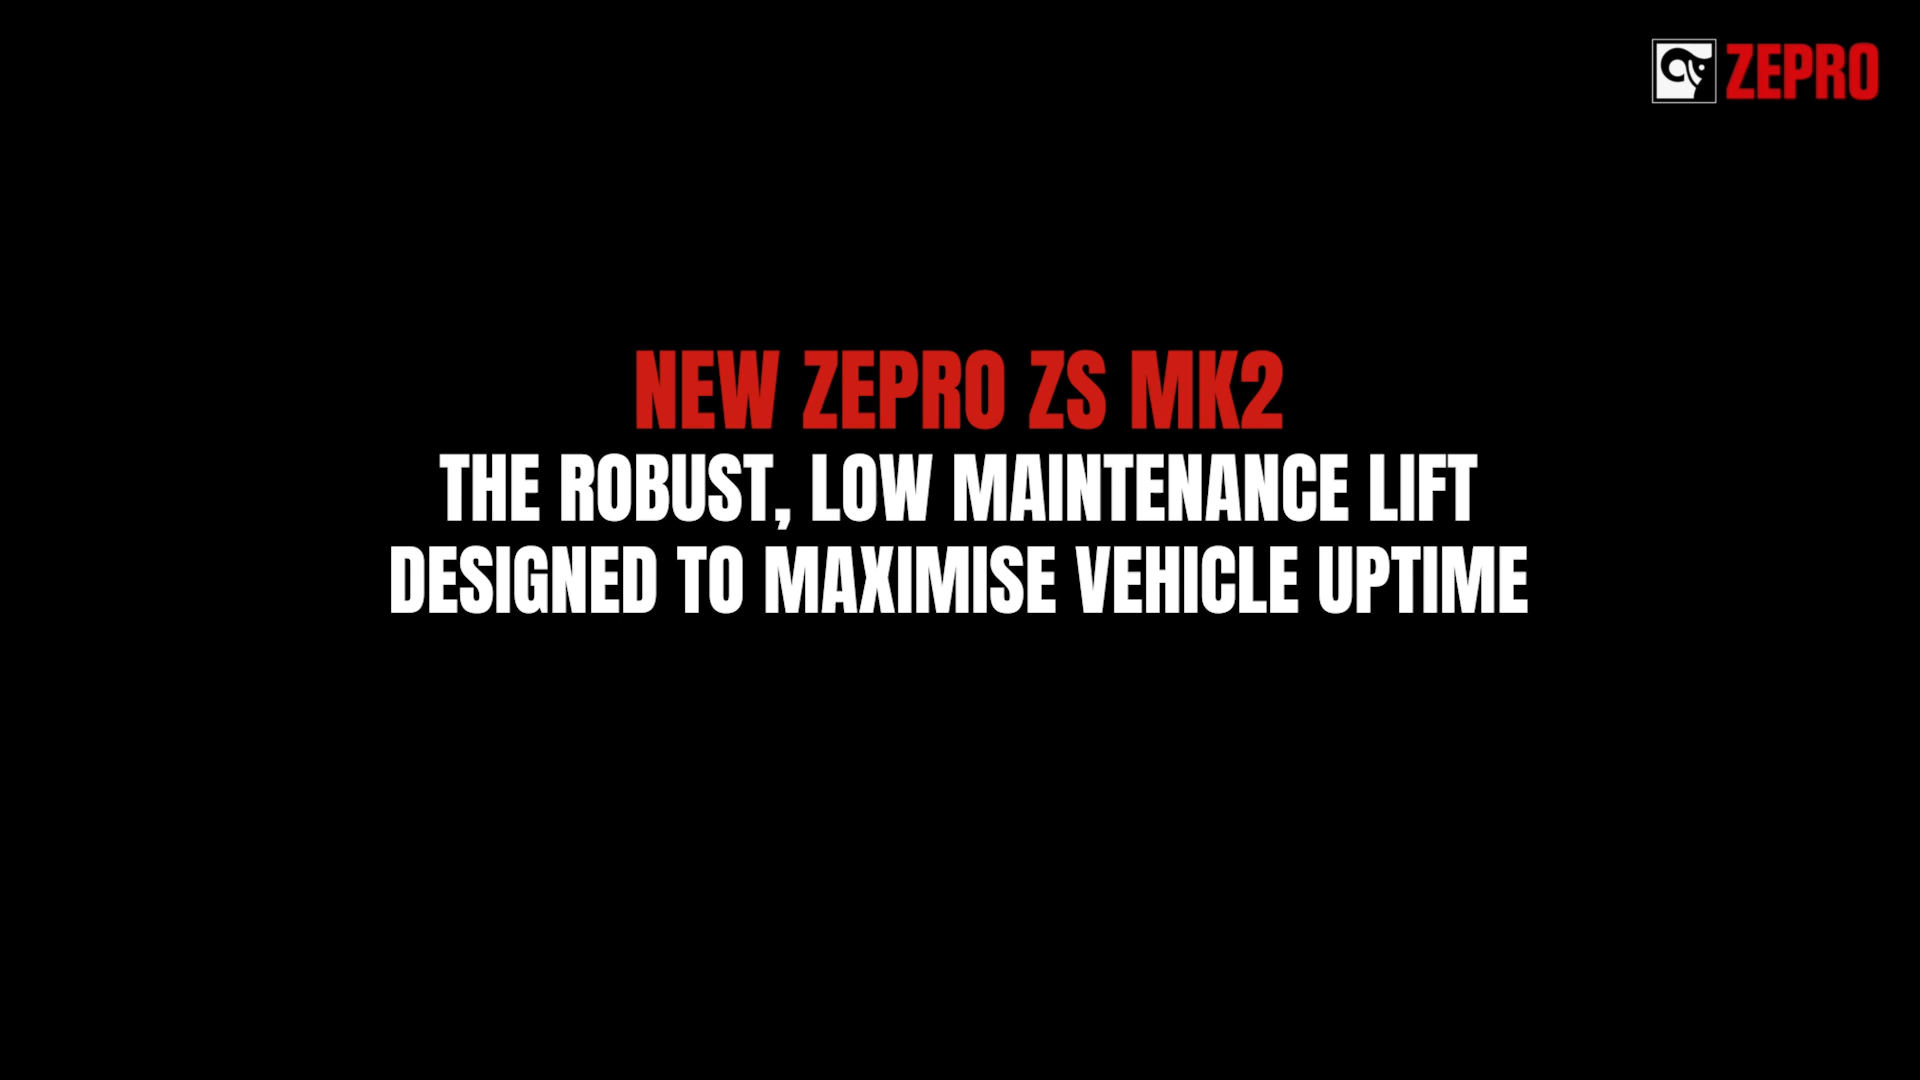 ZEPRO
NEW ZEPRO ZS MK2
THE ROBUST, LOW MAINTENANCE LIFT
DESIGNED TO MAXIMISE VEHICLE UPTIME